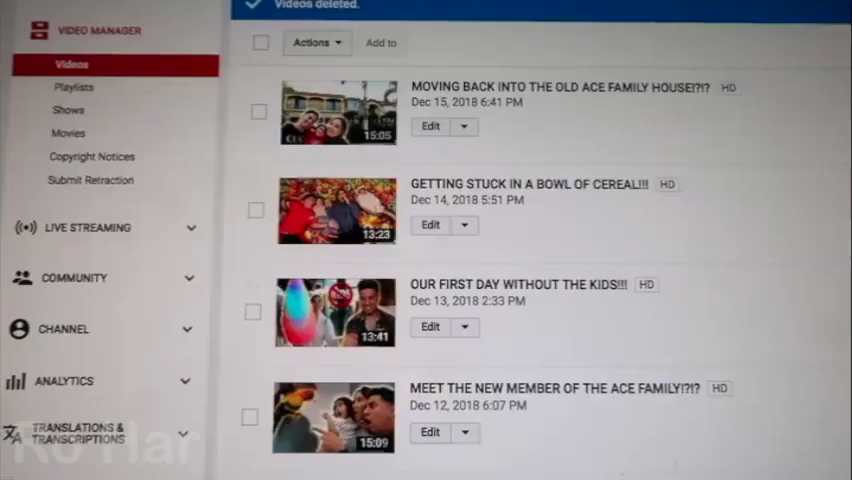 Videos deleted.
VIDEO MANAGER
Actions
Add to
Videos
Playlists
Shows
Movies
Copyright Notices
Submit Retraction
LIVE STREAMING
COMMUNITY
CHANNEL
ANALYTICS
TRANSLATIONS &
TRANSCRIPTIONS
MOVING BACK INTO THE OLD ACE FAMILY HOUSE!?!? HD
Dec 15, 2018 6:41 PM
Edit
15:05
GETTING STUCK IN A BOWL OF CEREAL!!! HD
Dec 14, 2018 5:51 PM
Edit
13:23
OUR FIRST DAY WITHOUT THE KIDS!!! HD
Dec 13, 2018 2:33 PM
Edit
13:41
MEET THE NEW MEMBER OF THE ACE FAMILY!?!? HD
Dec 12, 2018 6:07 PM
Edit
15:09